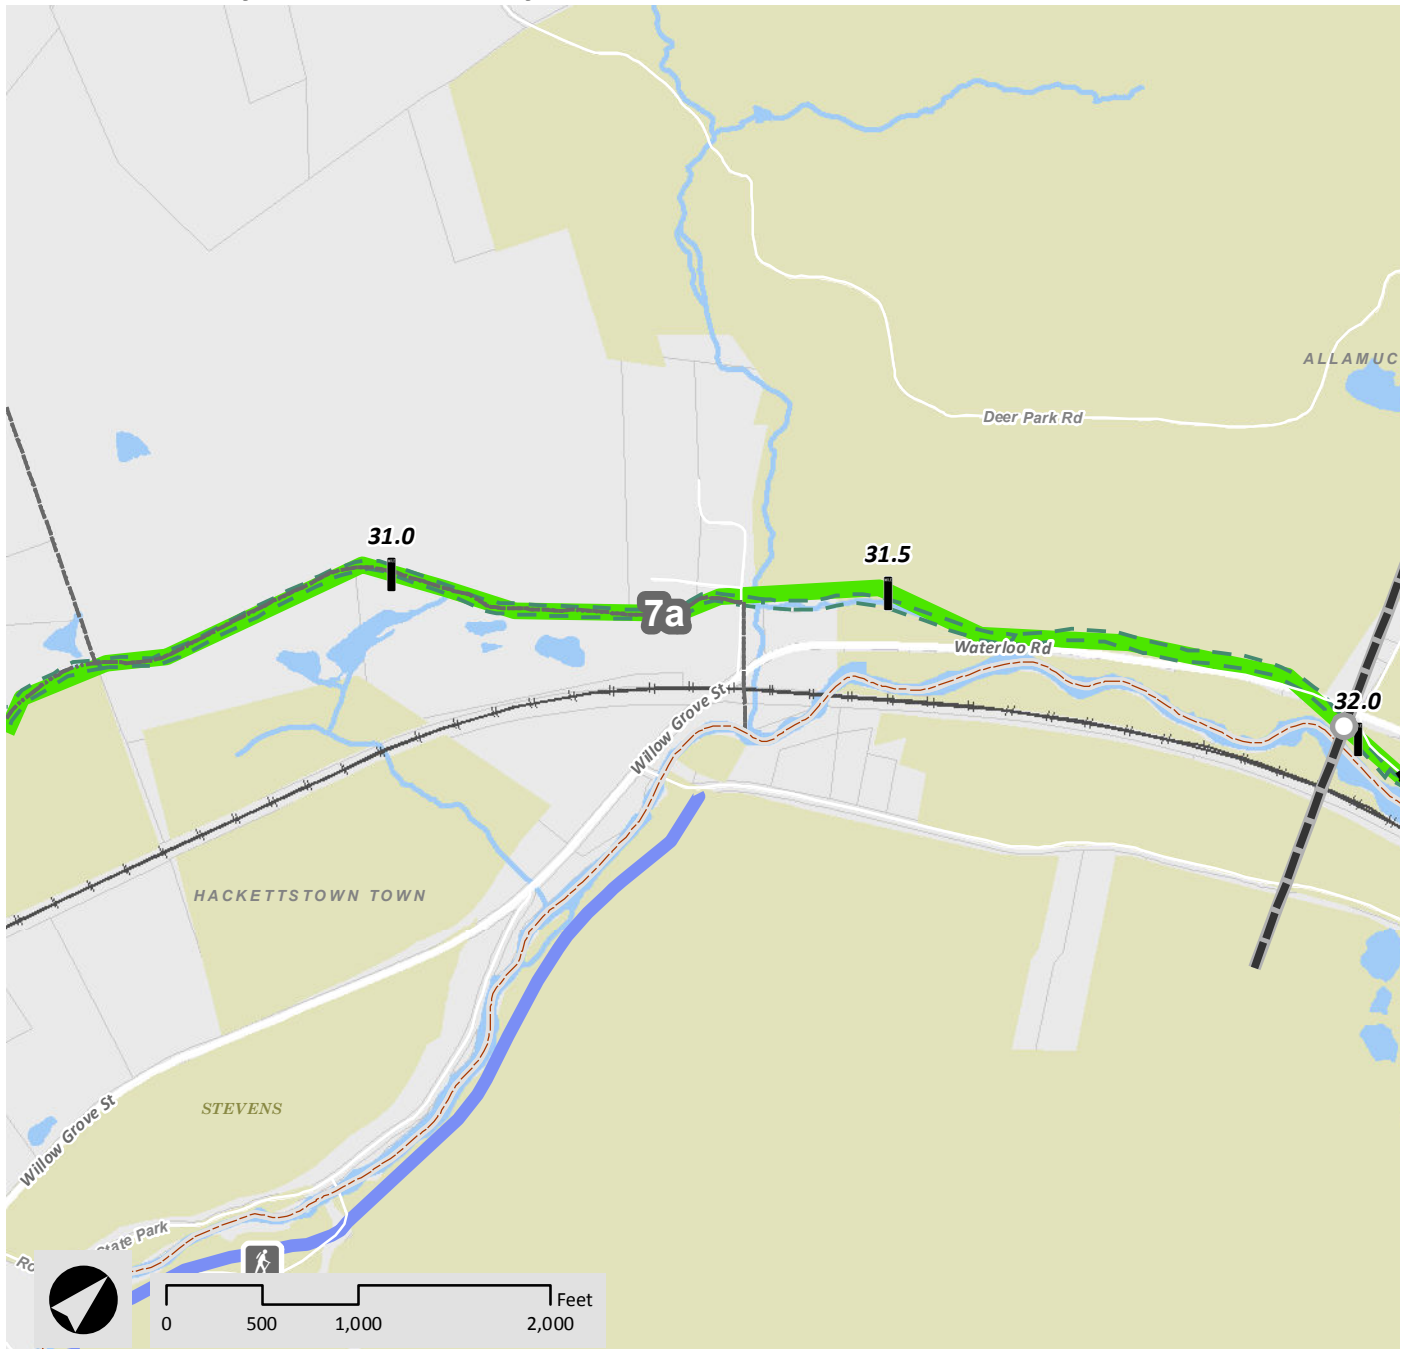 ALLAMUC
Deer Park Rd
31.0
31.5
7a
Waterloo Rd
32.0
Willow Grove St
HACKETTSTOWN TOWN
STEVENS
Willow Grove St
State Park
Ro
Feet
0 500 1,000 2,000